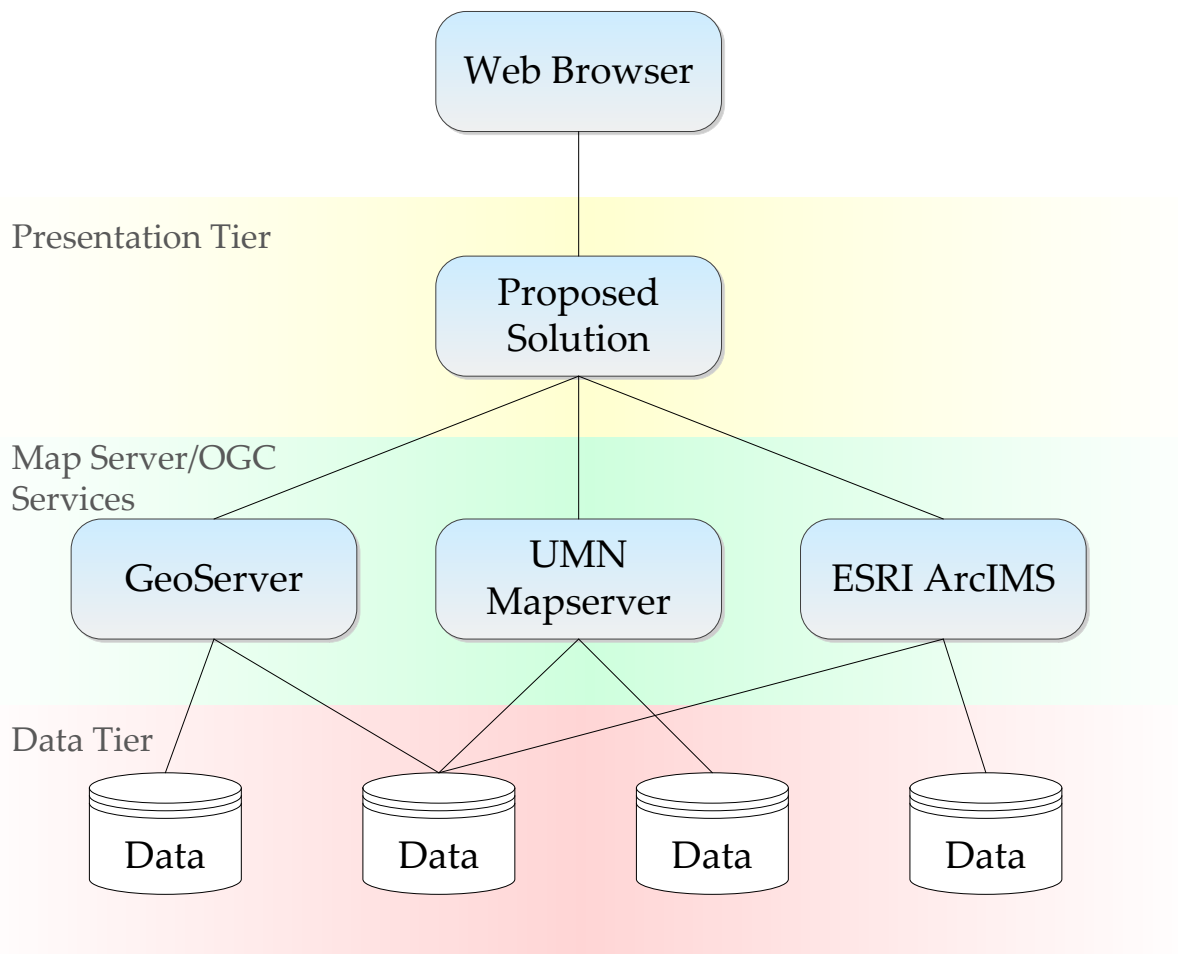 Web Browser
Presentation Tier
Proposed
Solution
Map Server/OGC
Services
GeoServer
UMN
Mapserver
ESRI ArcIMS
Data Tier
Data
Data
Data
Data